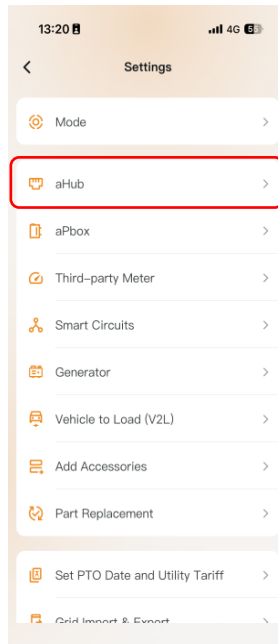 13:20 4G 55
Settings
Mode
aHub
aPbox
Third-party Meter
Smart Circuits
Generator
Vehicle to Load (V2L)
Add Accessories
Part Replacement
Set PTO Date and Utility Tariff
Grid Import & Export